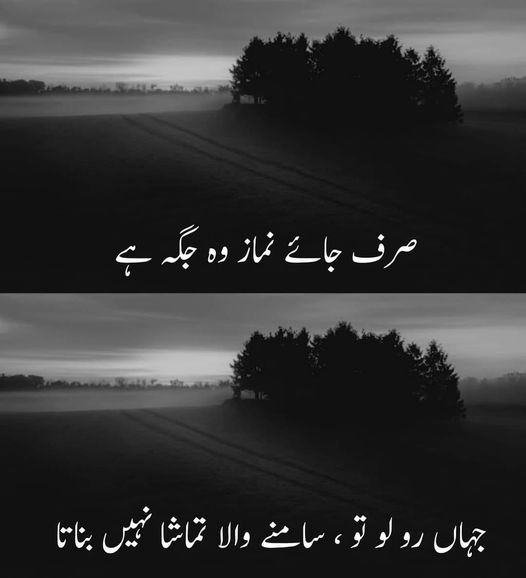 صرف جائے نماز وہ جگہ ہے
جہاں رو لو تو ، سامنے والا تماشا نہیں بناتا